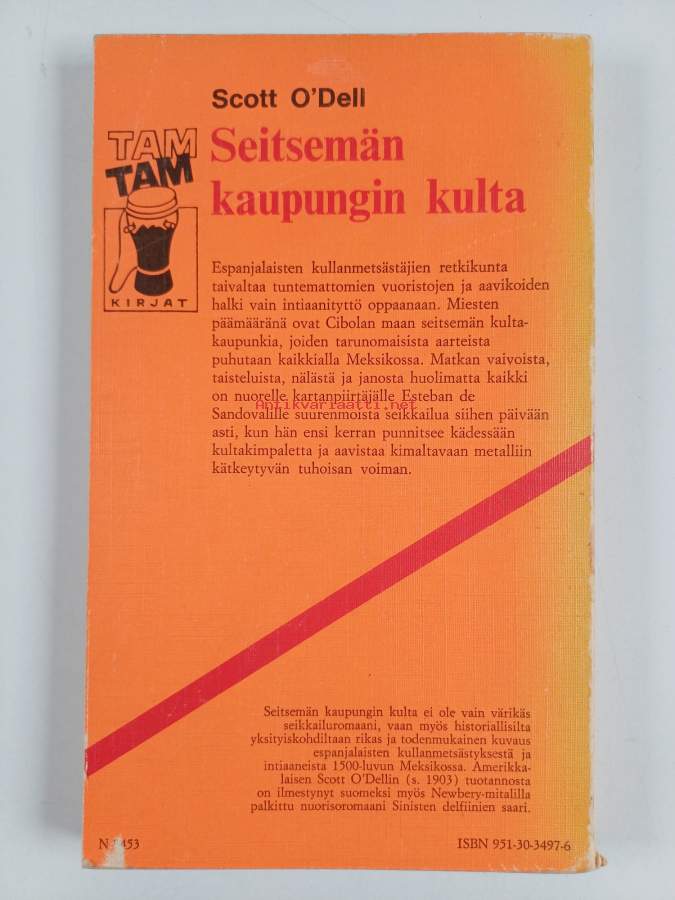 Scott O'Dell
TAM
TAM
KIRJAT
Seitsemän
kaupungin kulta
Espanjalaisten kullanmetsästäjien retkikunta
taivaltaa tuntemattomien vuoristojen ja aavikoiden
halki vain intiaanityttö oppaanaan. Miesten
päämääränä ovat Cibolan maan seitsemän kulta-
kaupunkia, joiden tarunomaisista aarteista
puhutaan kaikkialla Meksikossa. Matkan vaivoista,
taisteluista, nälästä ja janosta huolimatta kaikki
on nuorelle kartanpiirtäjälle Esteban de
Antikvariaatti.net
Sandovalille suurenmoista seikkailua siihen päivään
asti, kun hän ensi kerran punnitsee kädessään
kultakimpaletta ja aavistaa kimaltavaan metalliin
kätkeytyvän tuhoisan voiman.
Seitsemän kaupungin kulta ei ole vain värikäs
seikkailuromaani, vaan myös historiallisilta
yksityiskohdiltaan rikas ja todenmukainen kuvaus
espanjalaisten kullanmetsästyksestä ja
intiaaneista 1500-luvun Meksikossa. Amerikka-
laisen Scott O'Dellin (s. 1903) tuotannosta
on ilmestynyt suomeksi myös Newbery-mitalilla
palkittu nuorisoromaani Sinisten delfiinien saari.
N 453
ISBN 951-30-3497-6